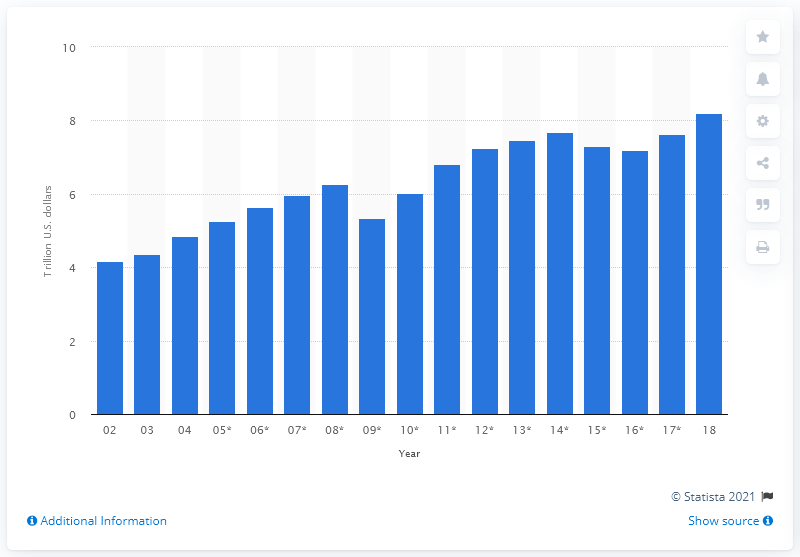 10
8
6
4
2
0
Trillion U.S. dollars
02 03 04 05* 06* 07* 08* 09* 10* 11* 12* 13* 14* 15* 16* 17* 18
Year
© Statista 2021
Additional Information
Show source